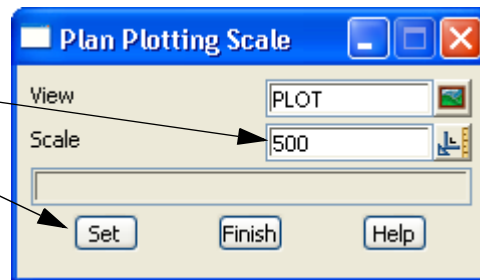 Plan Plotting Scale
View PLOT
Scale 500
Set Finish Help